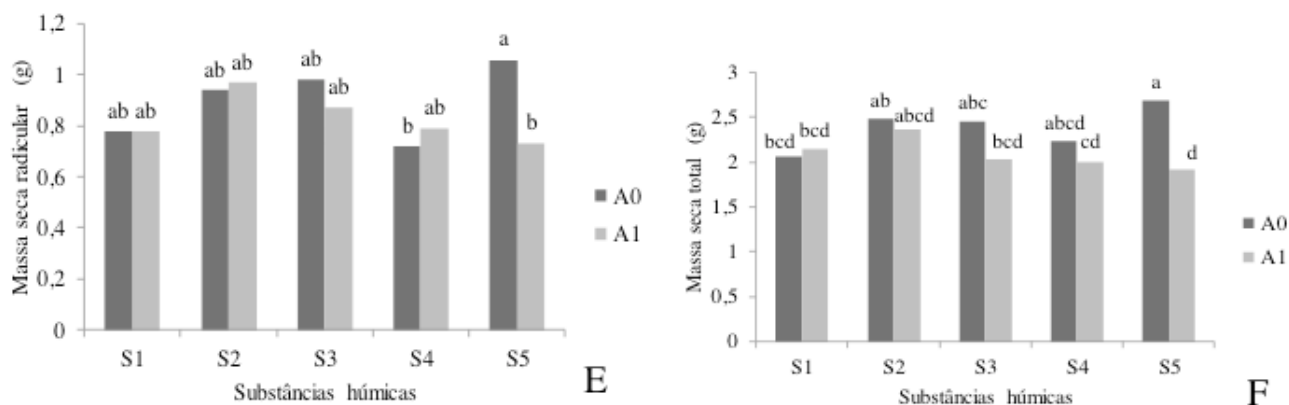 Massa seca radicular (g)
1,2
1
0,8
0,6
0,4
0,2
0
ab ab
ab ab
ab ab
b ab
a b
S1 S2 S3 S4 S5
Substâncias húmicas
A0
A1
E
Massa seca total (g)
3
2,5
2
1,5
1
0,5
0
bcd bcd
ab abcd
abc bcd
abcd cd
a d
S1 S2 S3 S4 S5
Substâncias húmicas
A0
A1
F